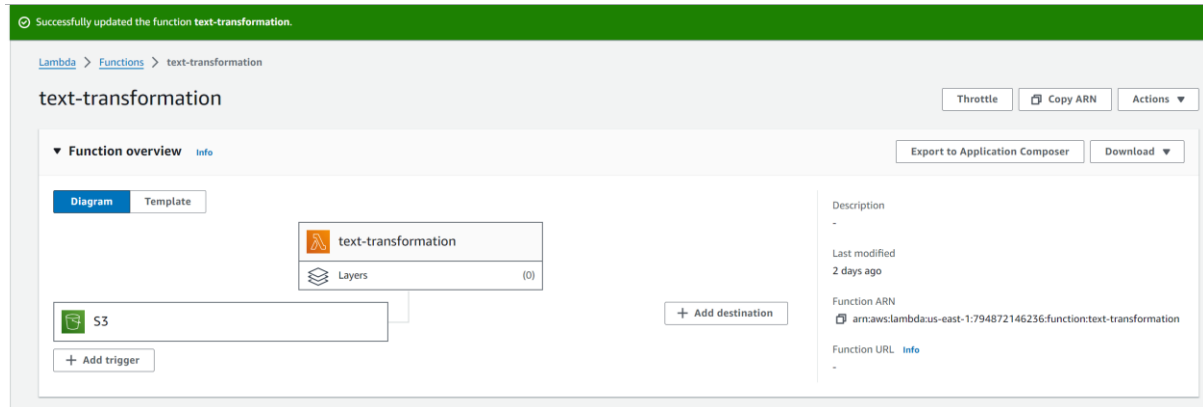 Successfully updated the function text-transformation.
Lambda > Functions > text-transformation
text-transformation
Throttle
Copy ARN
Actions
Function overview Info
Export to Application Composer
Download
Diagram
Template
text-transformation
Layers (0)
S3
+ Add trigger
+ Add destination
Description
-
Last modified
2 days ago
Function ARN
arn:aws:lambda:us-east-1:794872146236:function:text-transformation
Function URL Info
-